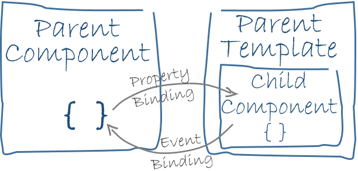 Parent
Component
{ }
Property
Binding
Event
Binding
Parent
Template
Child
Component
{ }